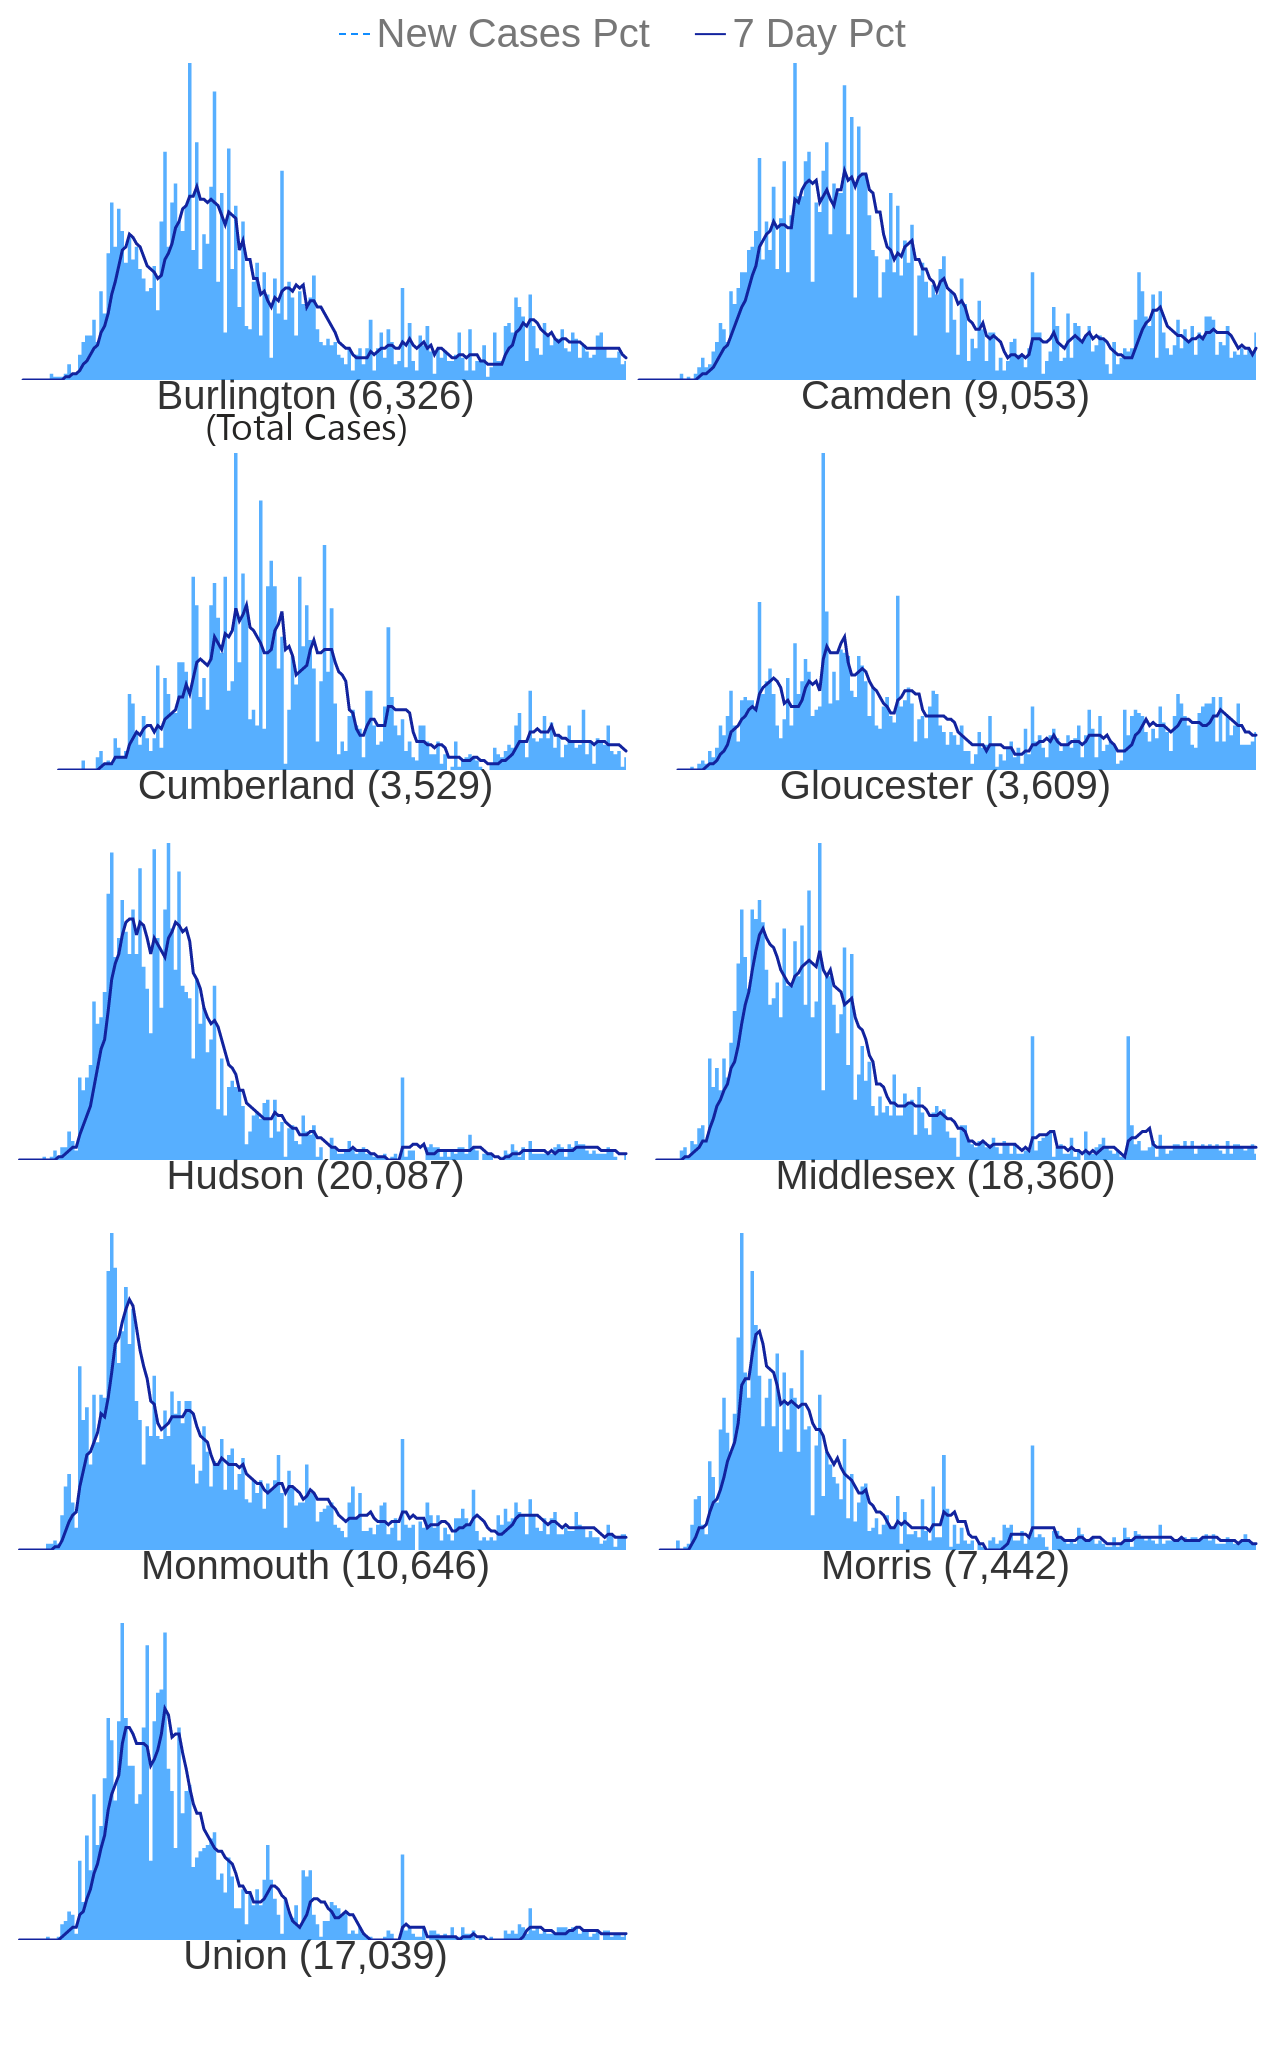 New Cases Pct 7 Day Pct
Burlington (6,326) Camden (9,053)
(Total Cases)
Cumberland (3,529) Gloucester (3,609)
Hudson (20,087) Middlesex (18,360)
Monmouth (10,646) Morris (7,442)
Union (17,039)